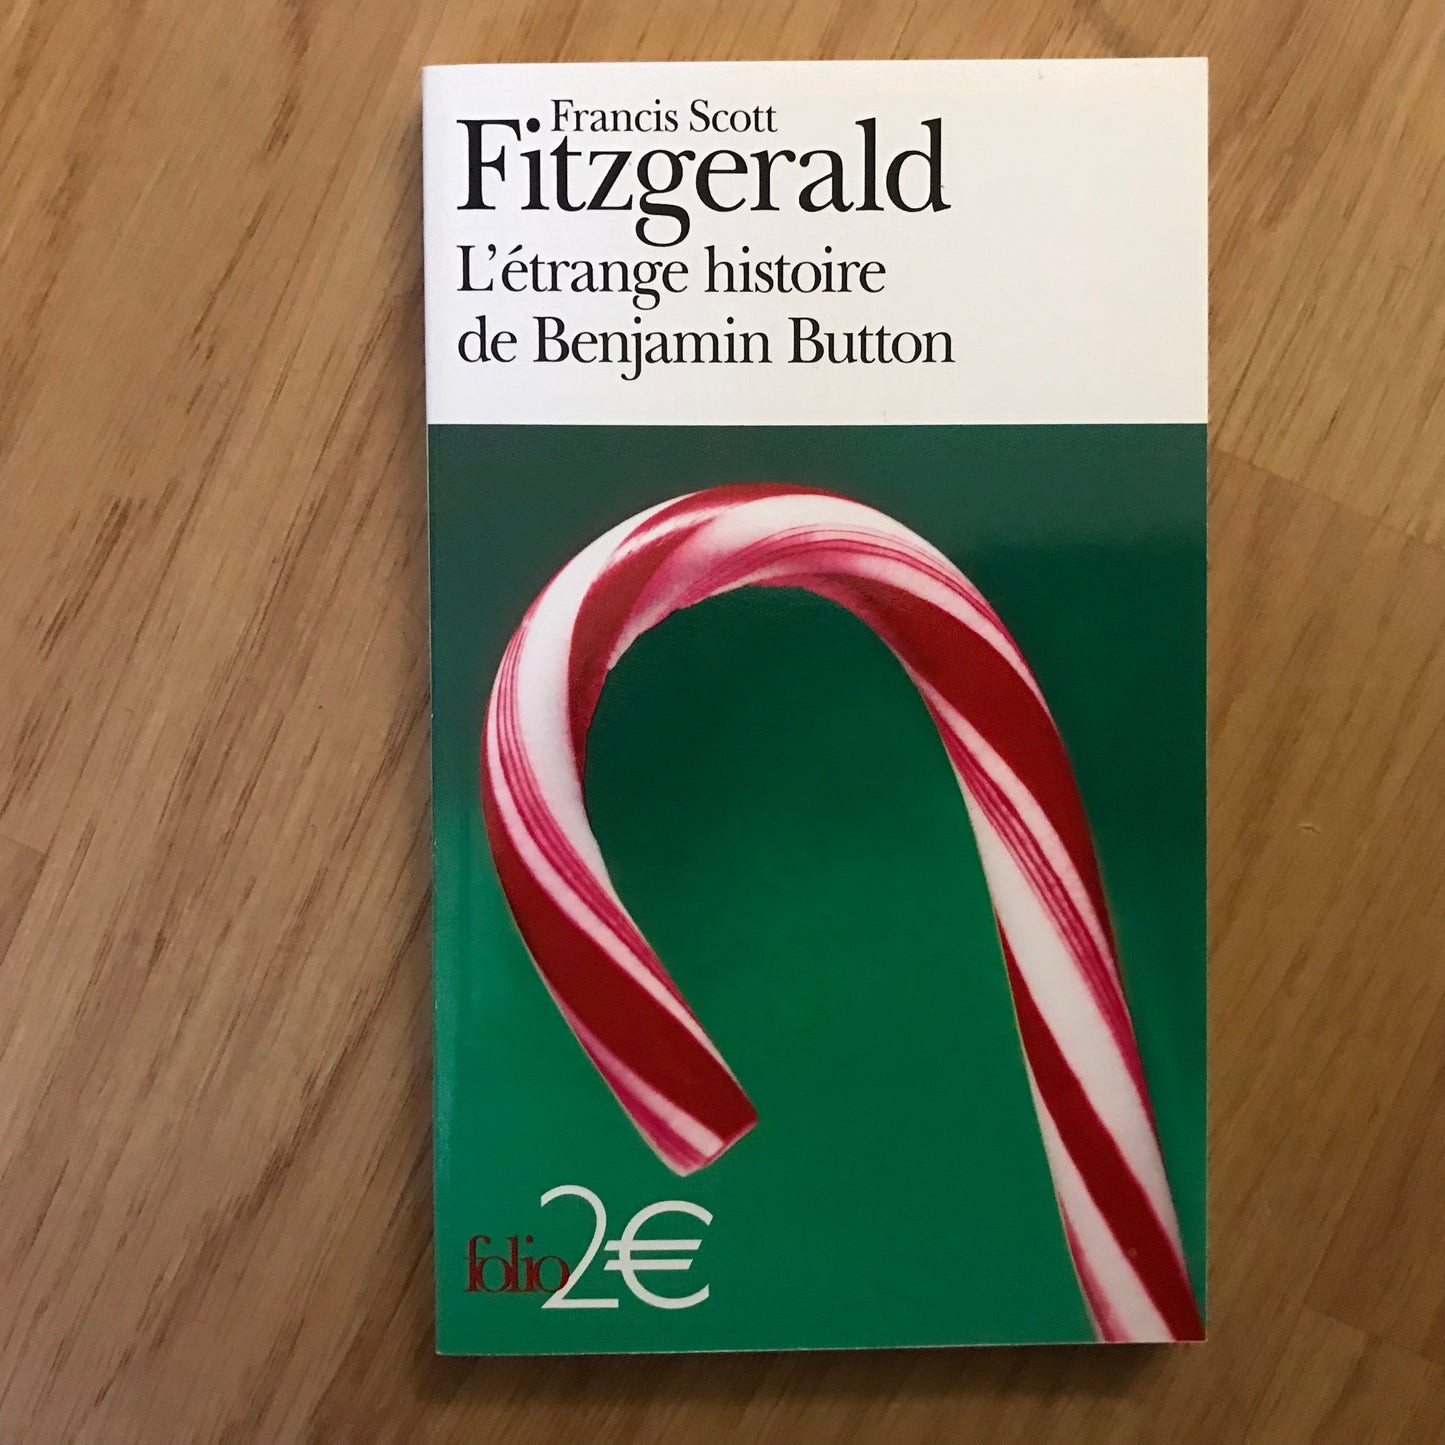 Francis Scott
Fitzgerald
L’étrange histoire
de Benjamin Button
folio 2€